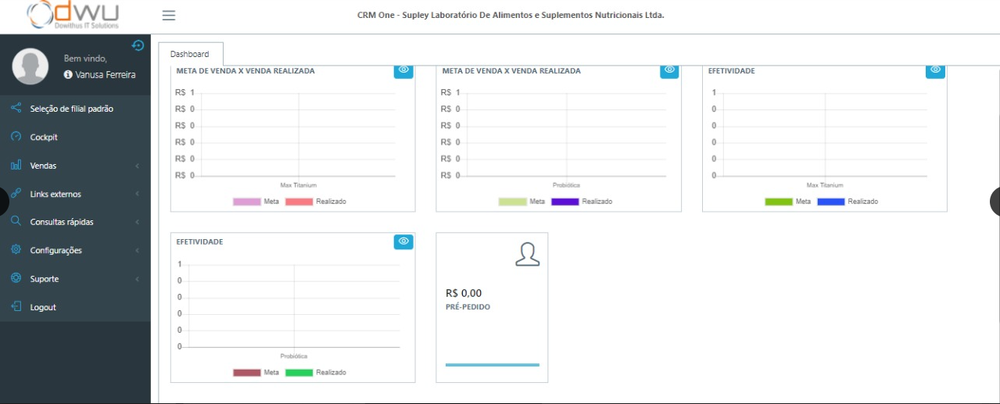 dwu
Dowithus IT Solutions
CRM One - Supley Laboratório De Alimentos e Suplementos Nutricionais Ltda.
Bem vindo,
Vanusa Ferreira
Seleção de filial padrão
Cockpit
Vendas
Links externos
Consultas rápidas
Configurações
Suporte
Logout
Dashboard
META DE VENDA X VENDA REALIZADA
R$ 1
R$ 0
R$ 0
R$ 0
R$ 0
R$ 0
Max Titanium
Meta Realizado
META DE VENDA X VENDA REALIZADA
R$ 1
R$ 0
R$ 0
R$ 0
R$ 0
R$ 0
Probiótica
Meta Realizado
EFETIVIDADE
1
0
0
0
0
0
Max Titanium
Meta Realizado
EFETIVIDADE
1
0
0
0
0
0
Probiótica
Meta Realizado
R$ 0,00
PRÉ-PEDIDO